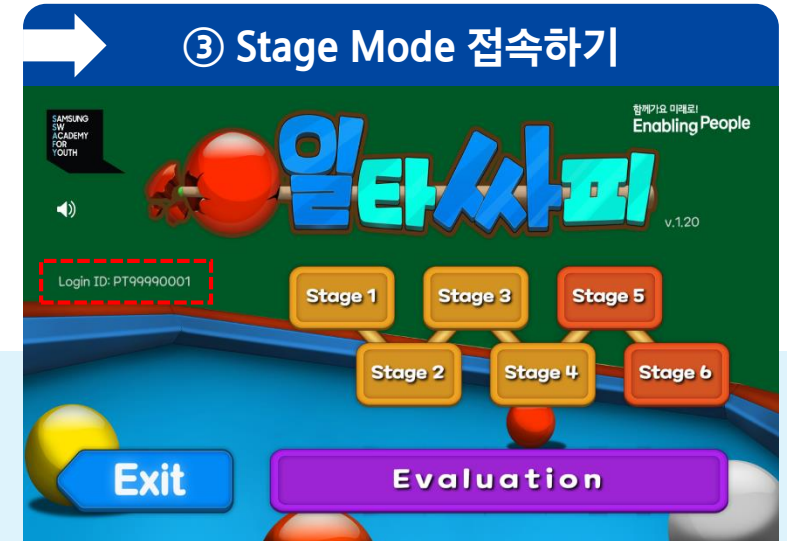 ③ Stage Mode 접속하기
SAMSUNG
SW
ACADEMY
FOR
YOUTH
함께가요 미래로!
Enabling People
일타싸피
v.1.20
Login ID: PT99990001
Stage 1
Stage 3
Stage 5
Stage 2
Stage 4
Stage 6
Exit
Evaluation